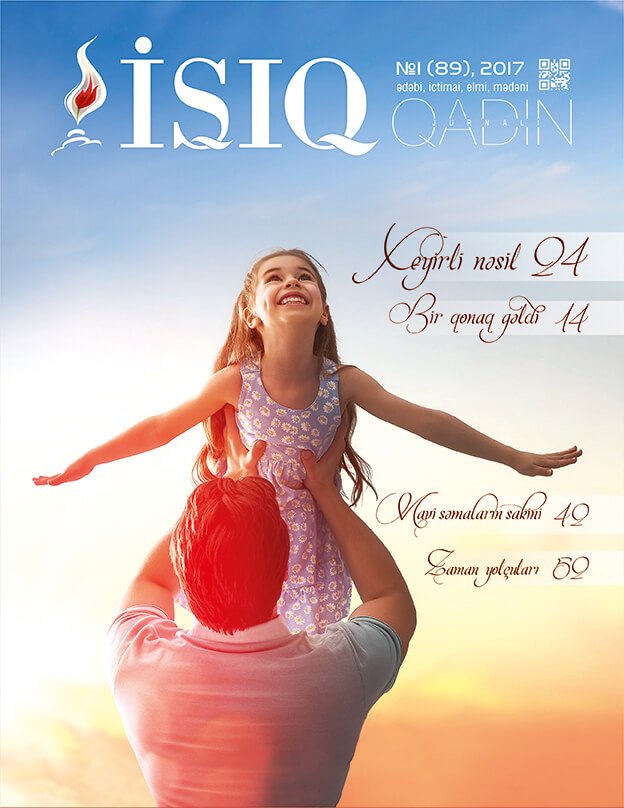 İŞIQ
№1 (89), 2017
ədəbi, ictimai, elmi, mədəni
QADIN
JURNALI
Xeyirli nəsil 24
Bir qonaq gəldi 14
Mavi səmaların sakini 42
Zaman yolçuları 52